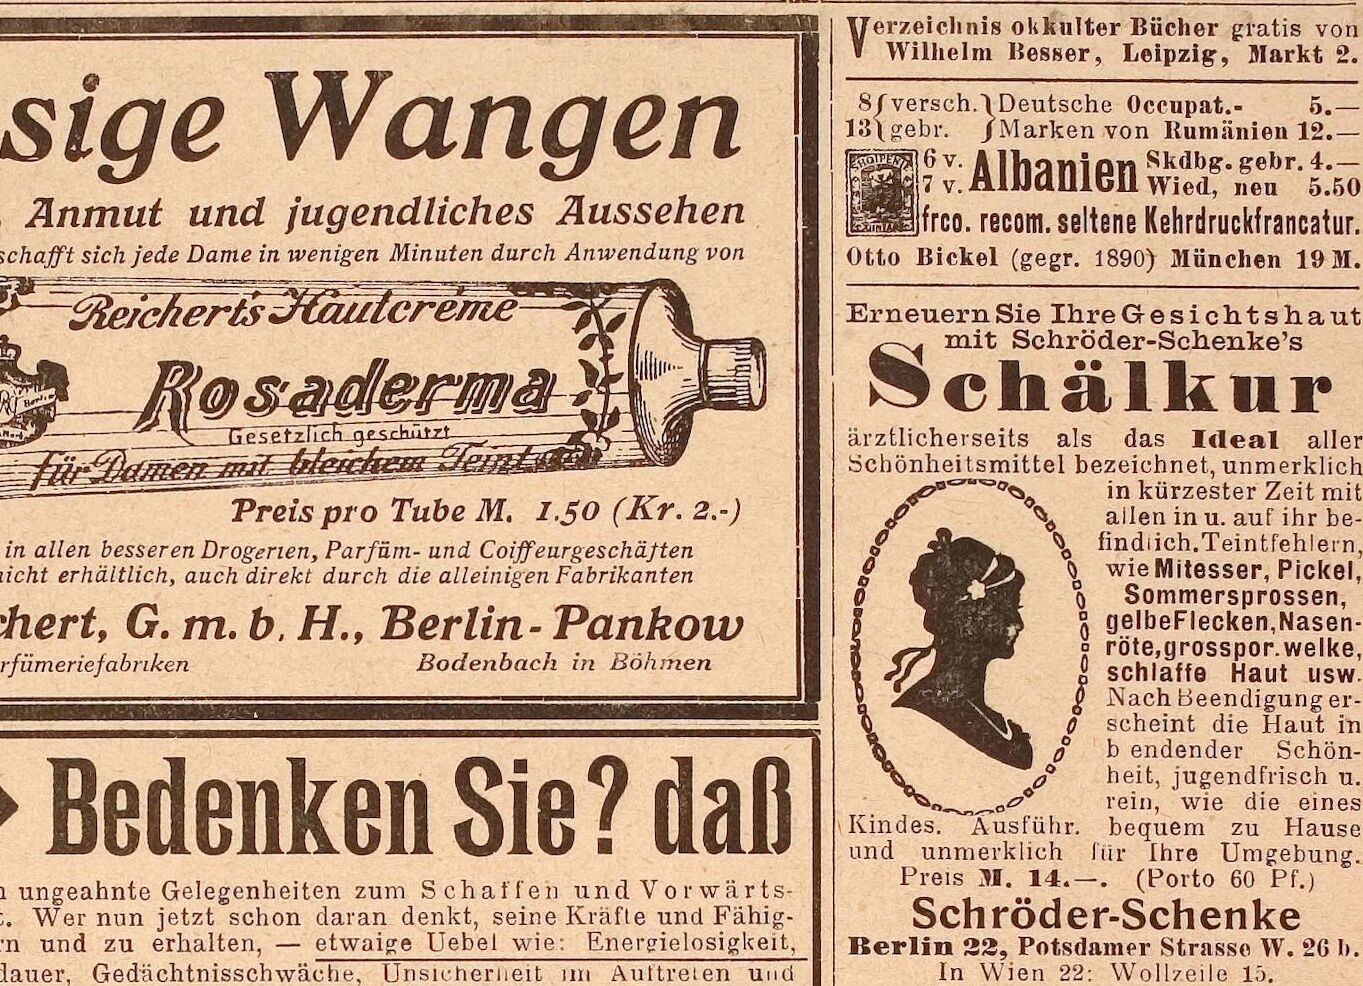 sige Wangen
Anmut und jugendliches Aussehen
schafft sich jede Dame in wenigen Minuten durch Anwendung von
Reichert's Hautcrème
Rosaderma
Gesetzlich geschützt
für Damen mit bleichem Teint
Preis pro Tube M. 1.50 (Kr. 2.-)
in allen besseren Drogerien, Parfüm- und Coiffeurgeschäften
nicht erhältlich, auch direkt durch die alleinigen Fabrikanten
chert, G. m. b. H., Berlin-Pankow
rfümeriefabriken Bodenbach in Böhmen
Bedenken Sie? daß
n ungeahnte Gelegenheiten zum Schaffen und Vorwärts-
t. Wer nun jetzt schon daran denkt, seine Kräfte und Fähig-
rn und zu erhalten, — etwaige Uebel wie: Energielosigkeit,
dauer, Gedächtnisschwäche, Unsicherheit im Auftreten und
Verzeichnis okkulter Bücher gratis von
Wilhelm Besser, Leipzig, Markt 2.
8 { versch. } Deutsche Occupat.- 5.—
13 { gebr. } Marken von Rumänien 12.—
SHQIPENIE
6 v. Albanien Skdbg. gebr. 4.—
7 v. Wied, neu 5.50
frco. recom. seltene Kehrdruckfrancatur.
Otto Bickel (gegr. 1890) München 19 M.
Erneuern Sie Ihre Gesichtshaut
mit Schröder-Schenke's
Schälkur
ärztlicherseits als das Ideal aller
Schönheitsmittel bezeichnet, unmerklich
in kürzester Zeit mit
allen in u. auf ihr be-
findlich. Teintfehlern,
wie Mitesser, Pickel,
Sommersprossen,
gelbe Flecken, Nasen-
röte, grosspor. welke,
schlaffe Haut usw.
Nach Beendigung er-
scheint die Haut in
b endender Schön-
heit, jugendfrisch u.
rein, wie die eines
Kindes. Ausführ. bequem zu Hause
und unmerklich für Ihre Umgebung.
Preis M. 14.—. (Porto 60 Pf.)
Schröder-Schenke
Berlin 22, Potsdamer Strasse W. 26 b.
In Wien 22: Wollzeile 15.